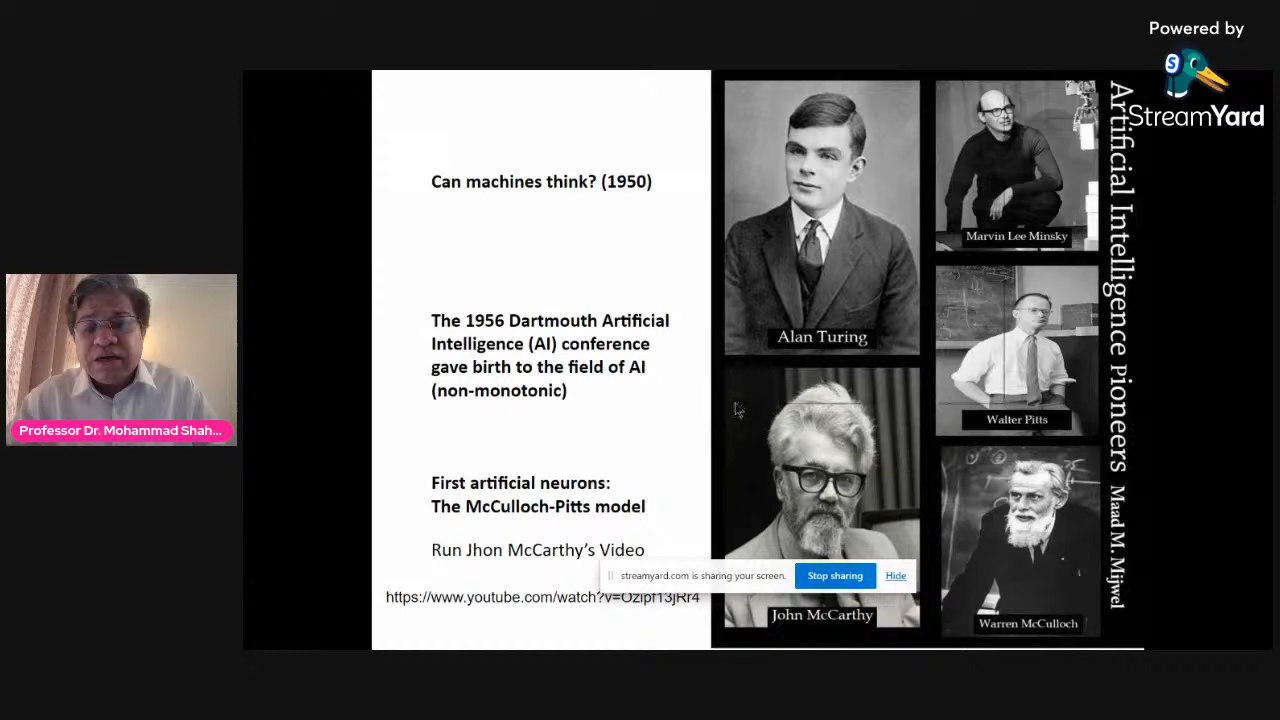 Powered by
StreamYard
Can machines think? (1950)
The 1956 Dartmouth Artificial
Intelligence (AI) conference
gave birth to the field of AI
(non-monotonic)
First artificial neurons:
The McCulloch-Pitts model
Run Jhon McCarthy's Video
https://www.youtube.com/watch?v=Ozipf13jRr4
Alan Turing
Marvin Lee Minsky
Walter Pitts
John McCarthy
Warren McCulloch
Artificial Intelligence Pioneers Maad M. Mijwel
streamyard.com is sharing your screen.
Stop sharing
Hide
Professor Dr. Mohammad Shah...
S